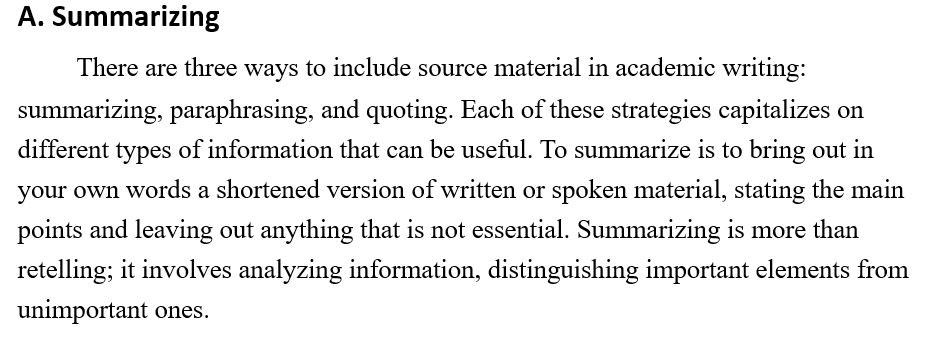 A. Summarizing
There are three ways to include source material in academic writing:
summarizing, paraphrasing, and quoting. Each of these strategies capitalizes on
different types of information that can be useful. To summarize is to bring out in
your own words a shortened version of written or spoken material, stating the main
points and leaving out anything that is not essential. Summarizing is more than
retelling; it involves analyzing information, distinguishing important elements from
unimportant ones.